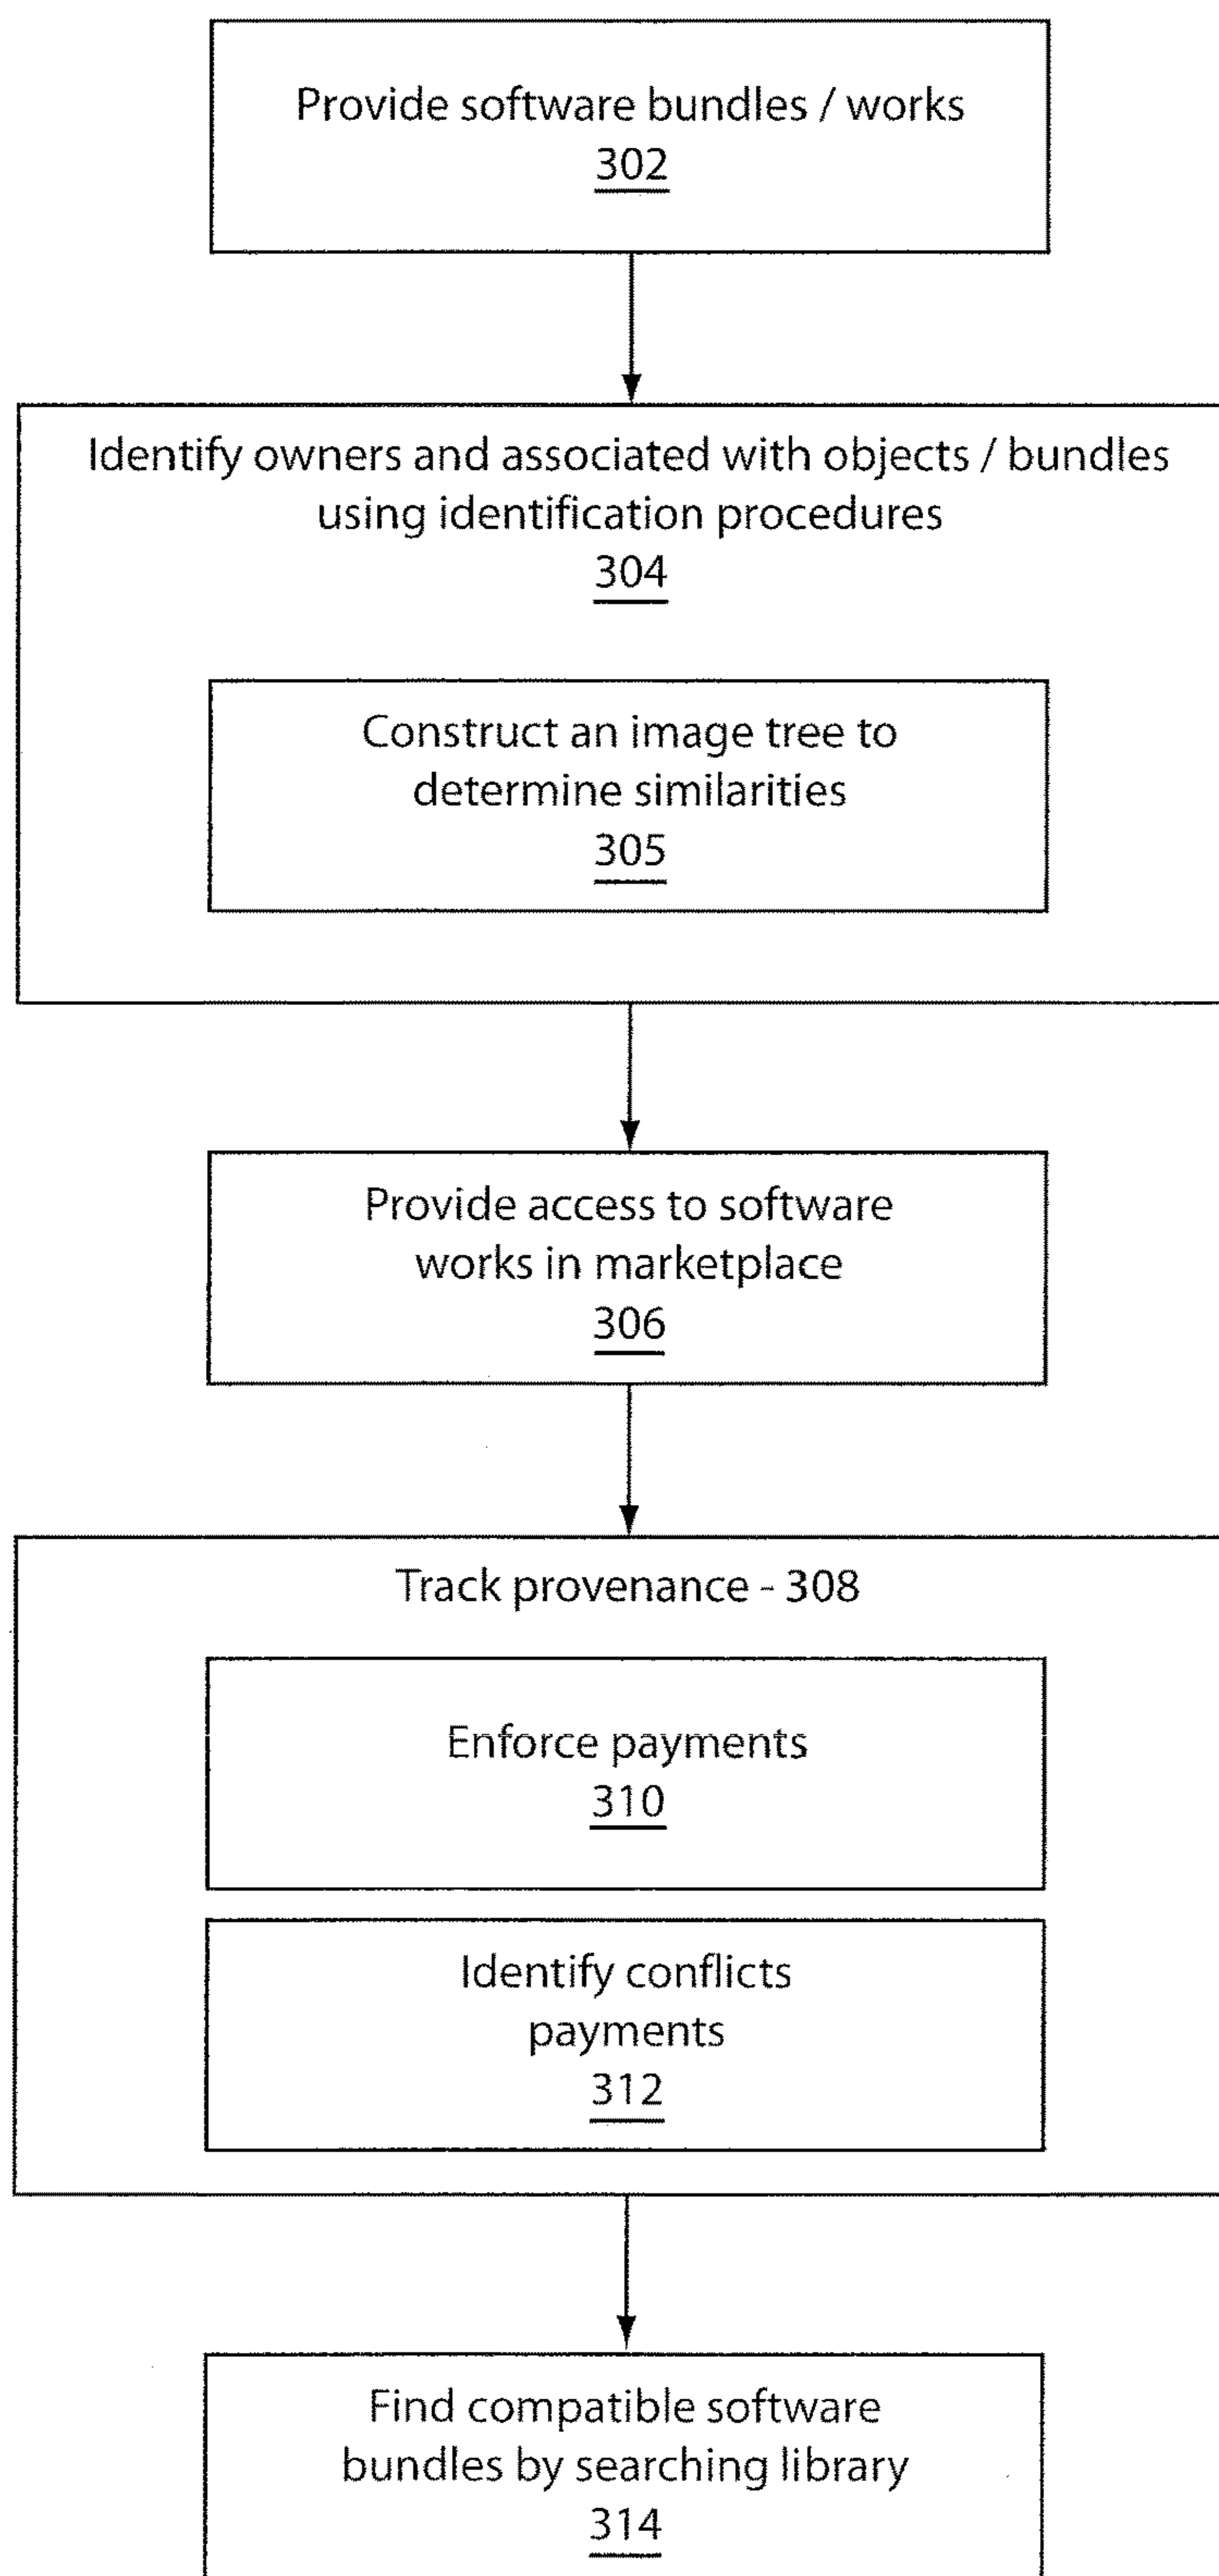 Provide software bundles / works
302
Identify owners and associated with objects / bundles
using identification procedures
304
Construct an image tree to
determine similarities
305
Provide access to software
works in marketplace
306
Track provenance - 308
Enforce payments
310
Identify conflicts
payments
312
Find compatible software
bundles by searching library
314